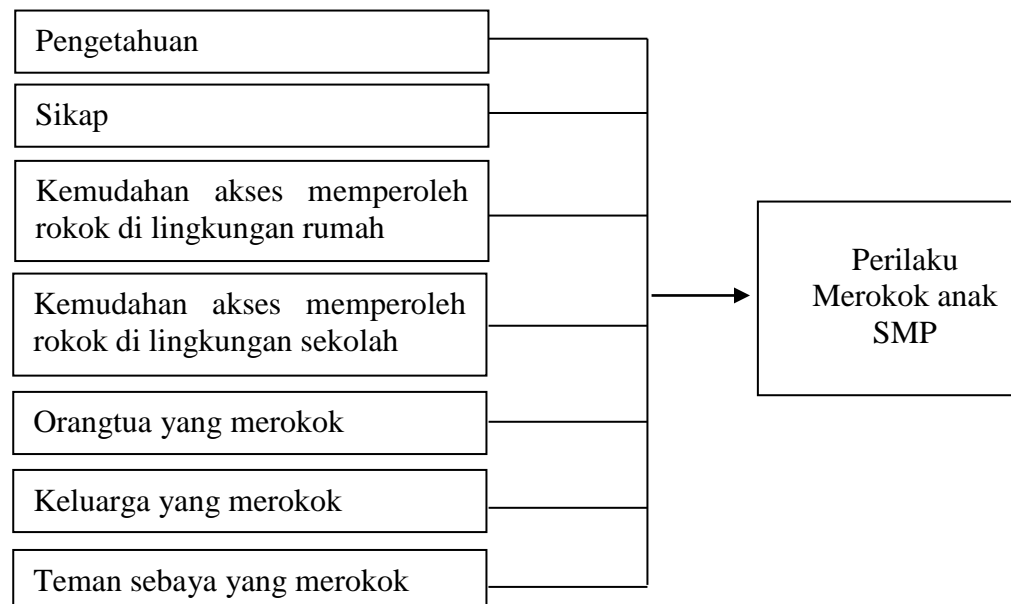 Pengetahuan
Sikap
Kemudahan akses memperoleh
rokok di lingkungan rumah
Kemudahan akses memperoleh
rokok di lingkungan sekolah
Orangtua yang merokok
Keluarga yang merokok
Teman sebaya yang merokok
Perilaku
Merokok anak
SMP